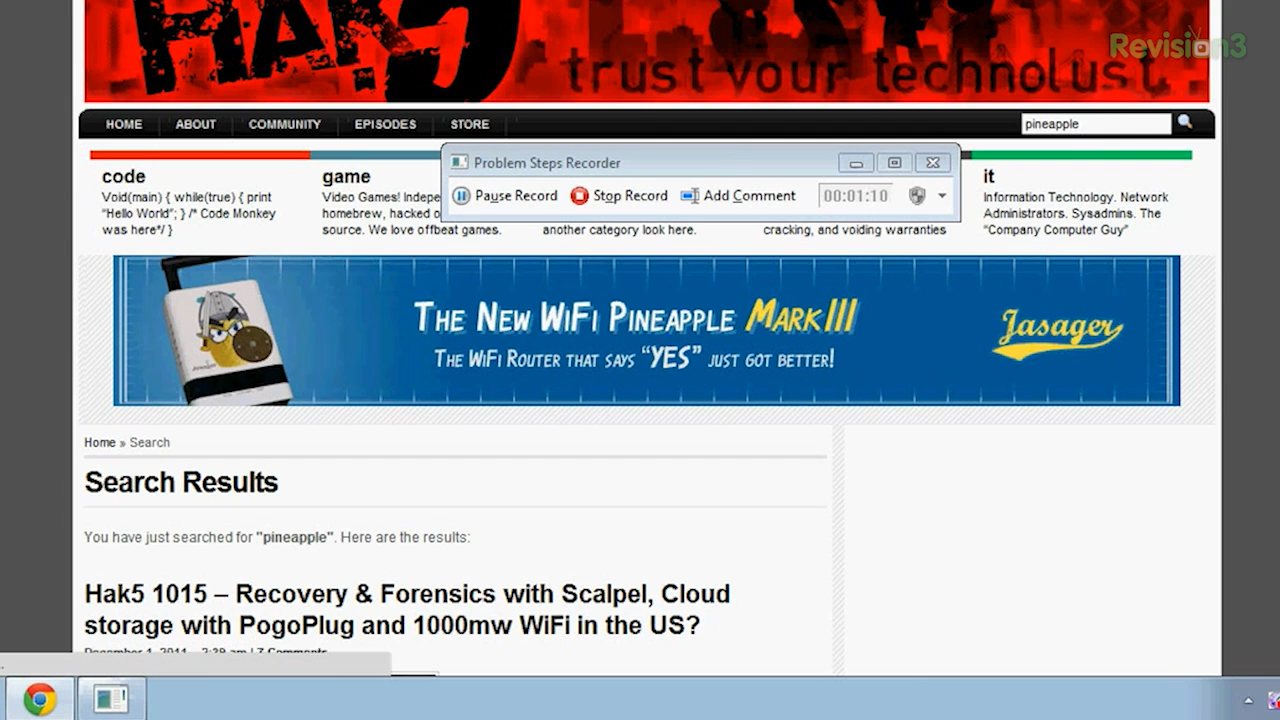 HAK5
trust your technolust.
Revision3
HOME ABOUT COMMUNITY EPISODES STORE
pineapple
Problem Steps Recorder
Pause Record Stop Record Add Comment 00:01:10
code
Void(main) { while(true) { print
"Hello World"; } /* Code Monkey
was here*/ }
game
Video Games! Indepe
homebrew, hacked o
source. We love offbeat games.
another category look here.
cracking, and voiding warranties
it
Information Technology. Network
Administrators. Sysadmins. The
"Company Computer Guy"
THE NEW WIFI PINEAPPLE MARK III
THE WIFI ROUTER THAT SAYS "YES" JUST GOT BETTER!
Jasager
Home » Search
Search Results
You have just searched for "pineapple". Here are the results:
Hak5 1015 – Recovery & Forensics with Scalpel, Cloud
storage with PogoPlug and 1000mw WiFi in the US?
December 1, 2011 - 2:39 am | 7 Comments